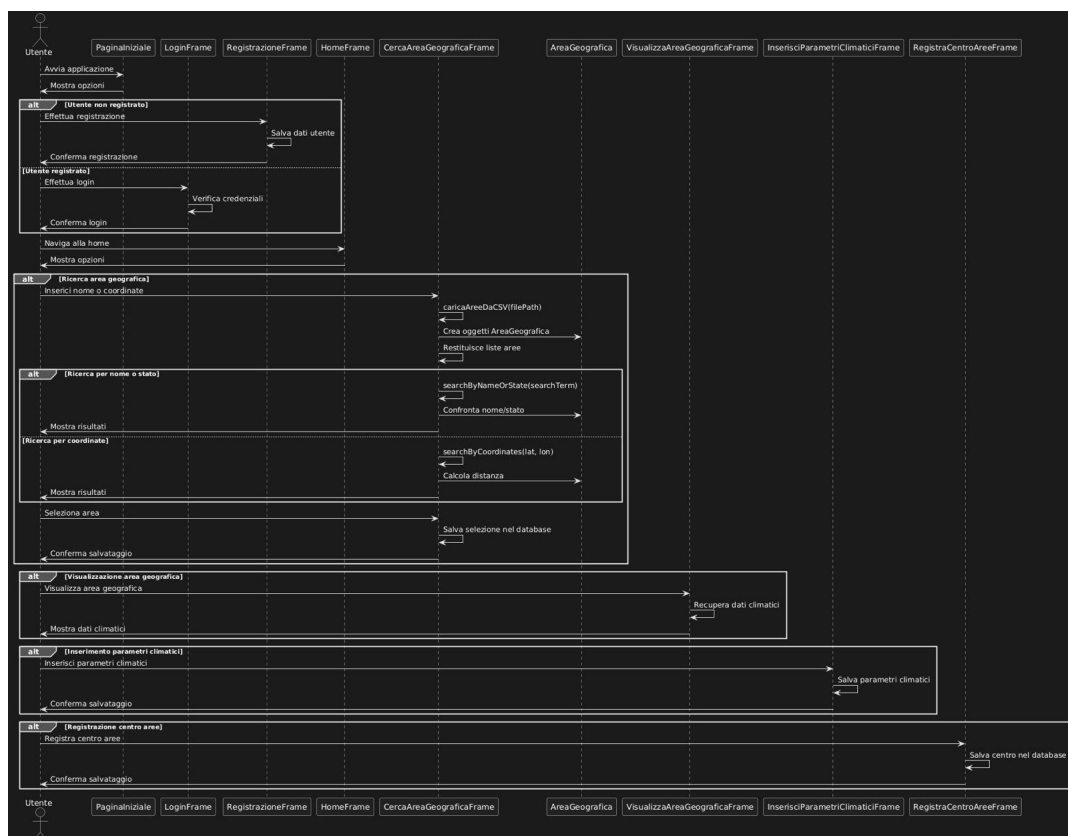 Utente
PaginaIniziale LoginFrame RegistrazioneFrame HomeFrame CercaAreaGeograficaFrame AreaGeografica VisualizzaAreaGeograficaFrame InserisciParametriClimaticiFrame RegistraCentroAreeFrame
Avvia applicazione
Mostra opzioni
alt [Utente non registrato]
Effettua registrazione
Salva dati utente
Conferma registrazione
[Utente registrato]
Effettua login
Verifica credenziali
Conferma login
Naviga alla home
Mostra opzioni
alt [Ricerca area geografica]
Inserici nome o coordinate
caricaAreeDaCSV(filePath)
Crea oggetti AreaGeografica
Restituisce liste aree
alt [Ricerca per nome o stato]
searchByNameOrState(searchTerm)
Confronta nome/stato
Mostra risultati
[Ricerca per coordinate]
searchByCoordinates(lat, lon)
Calcola distanza
Mostra risultati
Seleziona area
Salva selezione nel database
Conferma salvataggio
alt [Visualizzazione area geografica]
Visualizza area geografica
Recupera dati climatici
Mostra dati climatici
alt [Inserimento parametri climatici]
Inserisci parametri climatici
Salva parametri climatici
Conferma salvataggio
alt [Registrazione centro aree]
Registra centro aree
Salva centro nel database
Conferma salvataggio
Utente
PaginaIniziale LoginFrame RegistrazioneFrame HomeFrame CercaAreaGeograficaFrame AreaGeografica VisualizzaAreaGeograficaFrame InserisciParametriClimaticiFrame RegistraCentroAreeFrame